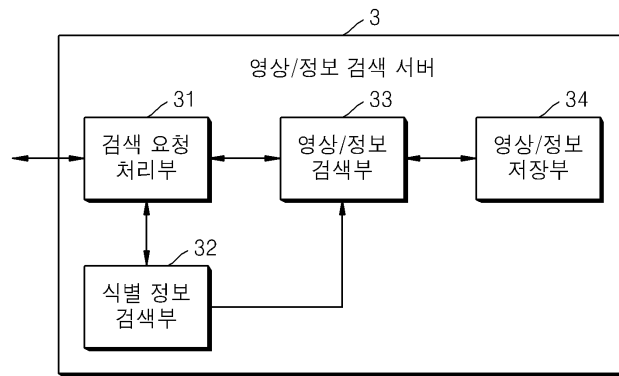 3
영상/정보 검색 서버
31
검색 요청
처리부
33
영상/정보
검색부
34
영상/정보
저장부
32
식별 정보
검색부